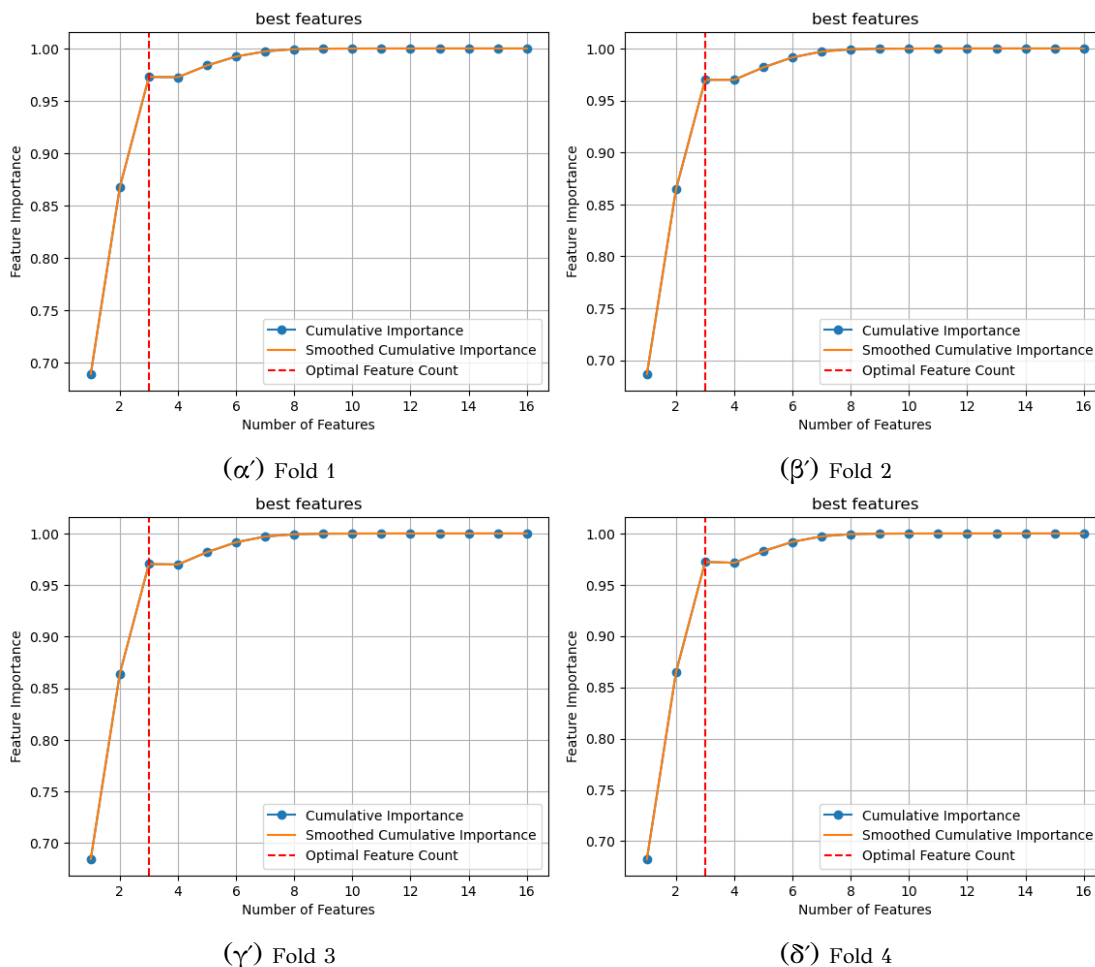 best features
1.00
0.95
0.90
0.85
0.80
0.75
0.70
Feature Importance
Cumulative Importance
Smoothed Cumulative Importance
Optimal Feature Count
2 4 6 8 10 12 14 16
Number of Features
(α′) Fold 1
best features
1.00
0.95
0.90
0.85
0.80
0.75
0.70
Feature Importance
Cumulative Importance
Smoothed Cumulative Importance
Optimal Feature Count
2 4 6 8 10 12 14 16
Number of Features
(β′) Fold 2
best features
1.00
0.95
0.90
0.85
0.80
0.75
0.70
Feature Importance
Cumulative Importance
Smoothed Cumulative Importance
Optimal Feature Count
2 4 6 8 10 12 14 16
Number of Features
(γ′) Fold 3
best features
1.00
0.95
0.90
0.85
0.80
0.75
0.70
Feature Importance
Cumulative Importance
Smoothed Cumulative Importance
Optimal Feature Count
2 4 6 8 10 12 14 16
Number of Features
(δ′) Fold 4